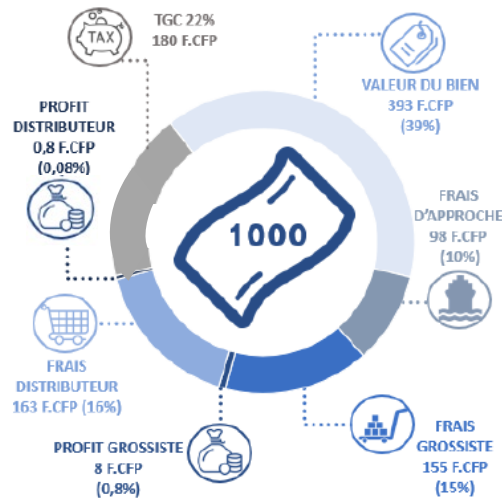 TGC 22%
180 F.CFP
TAX
VALEUR DU BIEN
393 F.CFP
(39%)
PROFIT
DISTRIBUTEUR
0,8 F.CFP
(0,08%)
FRAIS
D'APPROCHE
98 F.CFP
(10%)
1000
FRAIS
DISTRIBUTEUR
163 F.CFP (16%)
PROFIT GROSSISTE
8 F.CFP
(0,8%)
FRAIS
GROSSISTE
155 F.CFP
(15%)